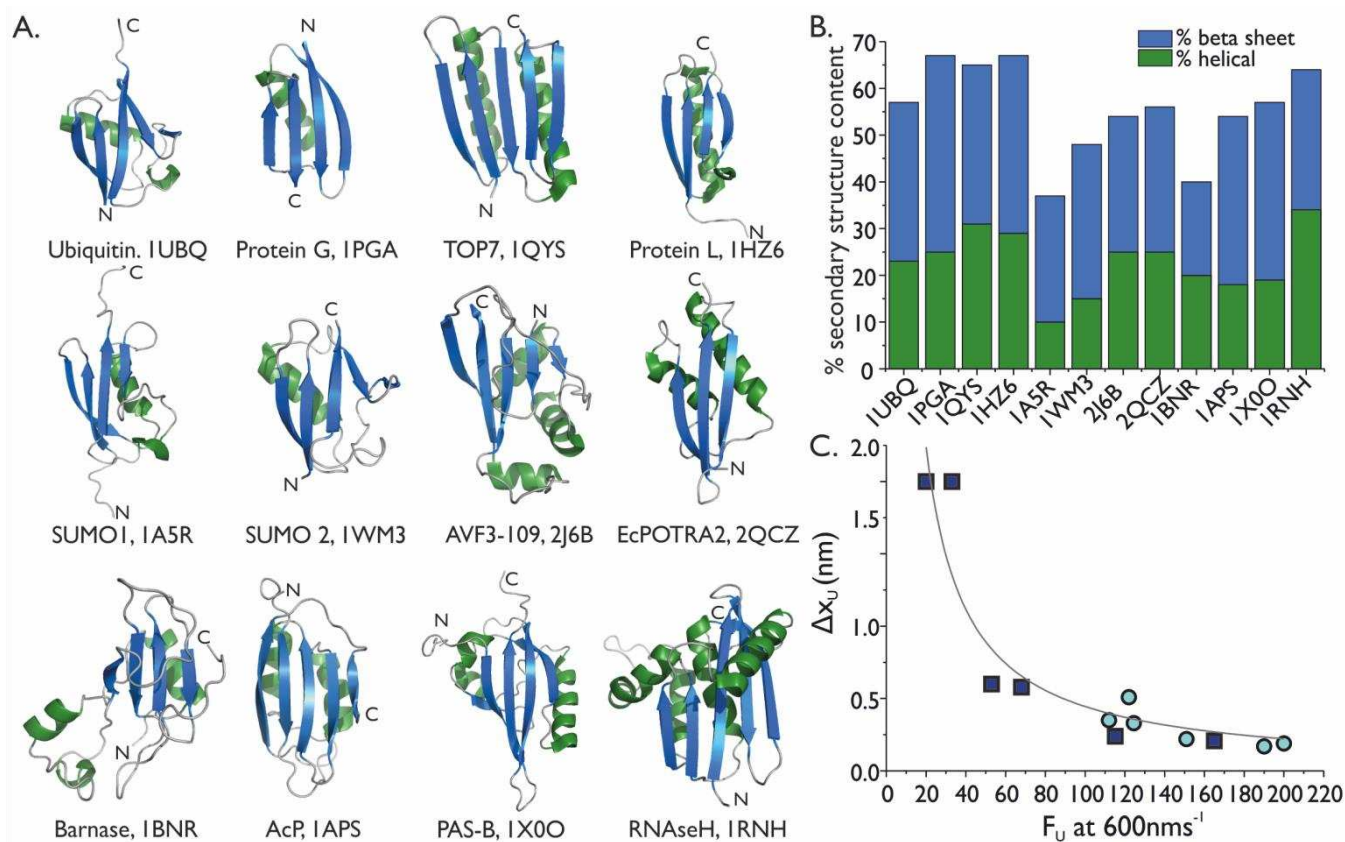 A.
C
N
Ubiquitin. 1UBQ
N
C
Protein G, 1PGA
C
N
TOP7, 1QYS
C
N
Protein L, 1HZ6
C
N
SUMO1, 1A5R
C
N
SUMO 2, 1WM3
C
N
AVF3-109, 2J6B
C
N
EcPOTRA2, 2QCZ
N
C
Barnase, 1BNR
N
C
AcP, 1APS
C
N
PAS-B, 1X0O
C
N
RNAseH, 1RNH
B.
% beta sheet
% helical
% secondary structure content
70
60
50
40
30
20
10
0
1UBQ
1PGA
1QYS
1HZ6
1A5R
1WM3
2J6B
2QCZ
1BNR
1APS
1X0O
1RNH
C.
ΔxU (nm)
2.0
1.5
1.0
0.5
0.0
0 20 40 60 80 100 120 140 160 180 200 220
FU at 600nms-1